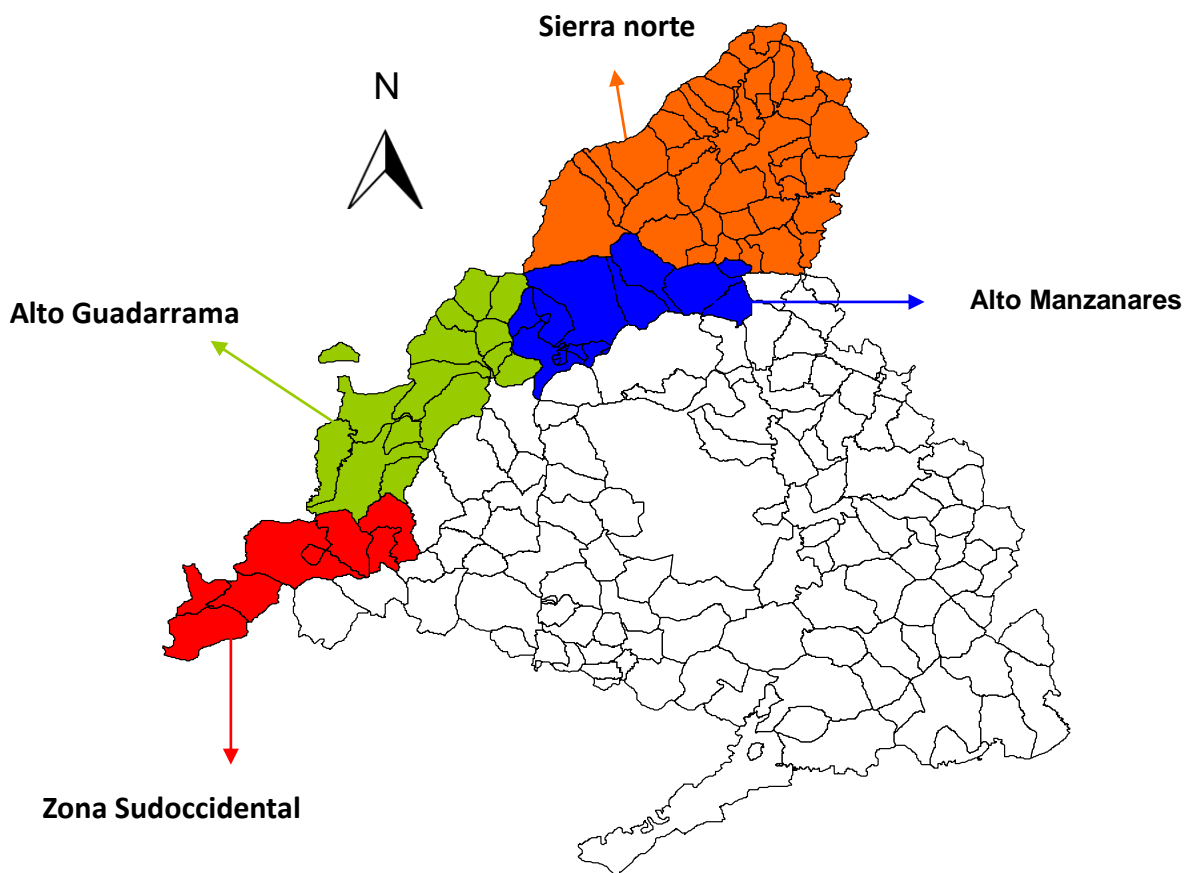 Sierra norte
N
Alto Guadarrama
Alto Manzanares
Zona Sudoccidental